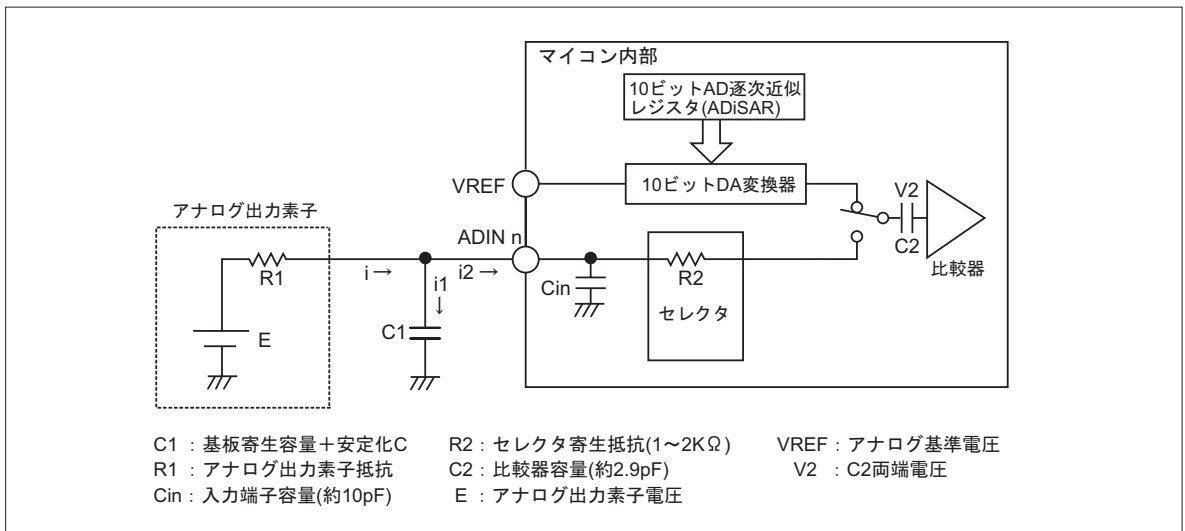 マイコン内部
10ビットAD逐次近似
レジスタ(ADiSAR)
VREF
10ビットDA変換器
V2
C2
比較器
アナログ出力素子
ADIN n
R1
i→
i2→
i1
↓
R2
Cin
セレクタ
C1
E
C1 : 基板寄生容量+安定化C
R2 : セレクタ寄生抵抗(1~2KΩ)
VREF : アナログ基準電圧
R1 : アナログ出力素子抵抗
C2 : 比較器容量(約2.9pF)
V2 : C2両端電圧
Cin : 入力端子容量(約10pF)
E : アナログ出力素子電圧